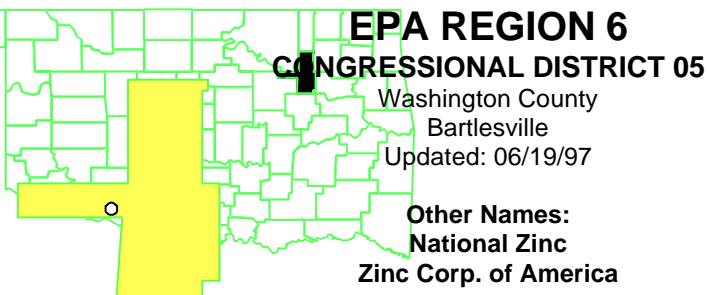 EPA REGION 6
CONGRESSIONAL DISTRICT 05
Washington County
Bartlesville
Updated: 06/19/97
Other Names:
National Zinc
Zinc Corp. of America